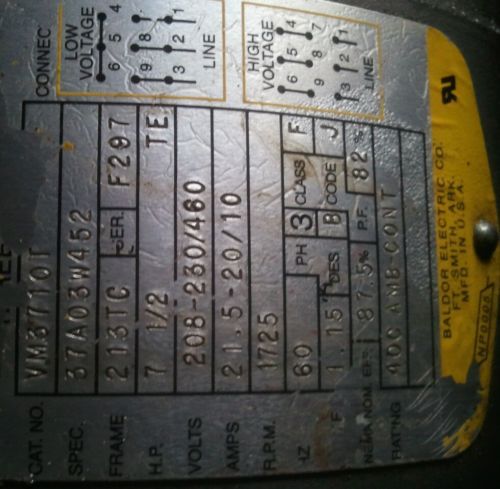 CAT. NO. VM3710T
SPEC. 37A03W452
FRAME 213TC SER. F297
H.P. 7 1/2 TE
VOLTS 208-230/460
AMPS 21.5-20/10
R.P.M. 1725
HZ 60 PH 3 CLASS F
F 1.15 DES B CODE J
NEMA NOM. EFF. 87.5% P.F. 82
RATING 40C AMB-CONT
CONNEC
LOW VOLTAGE
4 5 6
7 8 9
1 2 3
LINE
HIGH VOLTAGE
4 5 6
7 8 9
1 2 3
LINE
BALDOR ELECTRIC CO.
FT. SMITH, ARK.
MFD. IN U.S.A.
NP0006